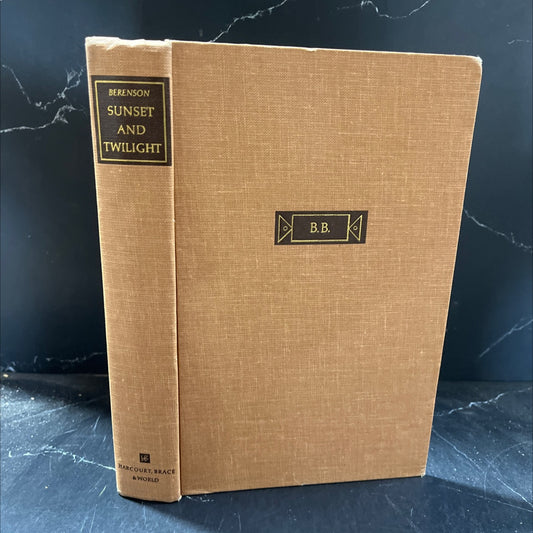 BERENSON
SUNSET
AND
TWILIGHT
B. B.
HARCOURT, BRACE
& WORLD